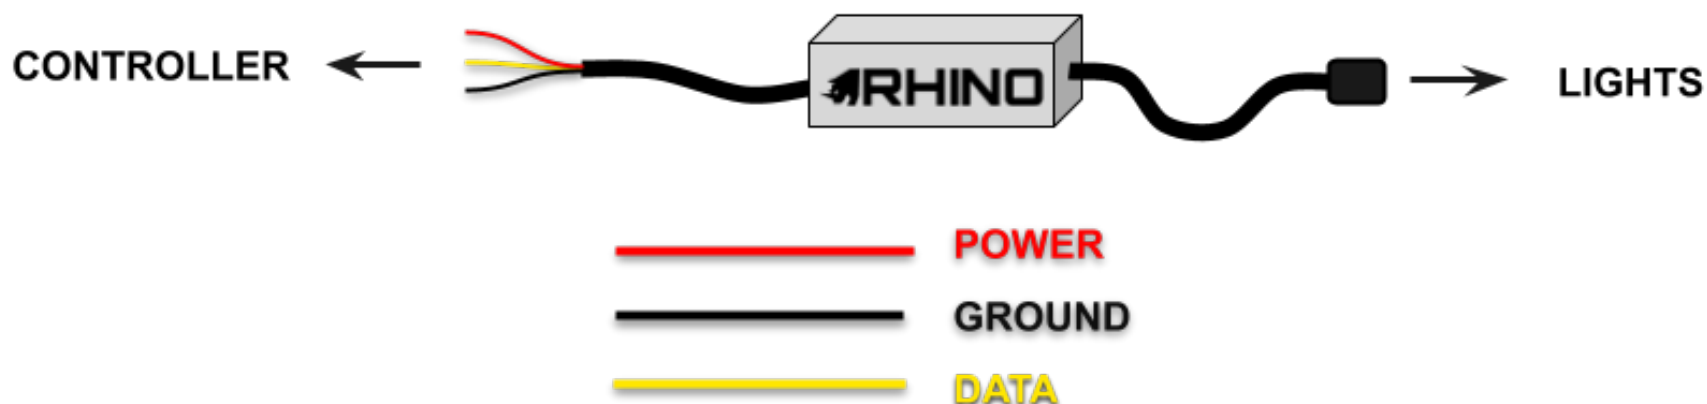 CONTROLLER
RHINO
LIGHTS
POWER
GROUND
DATA